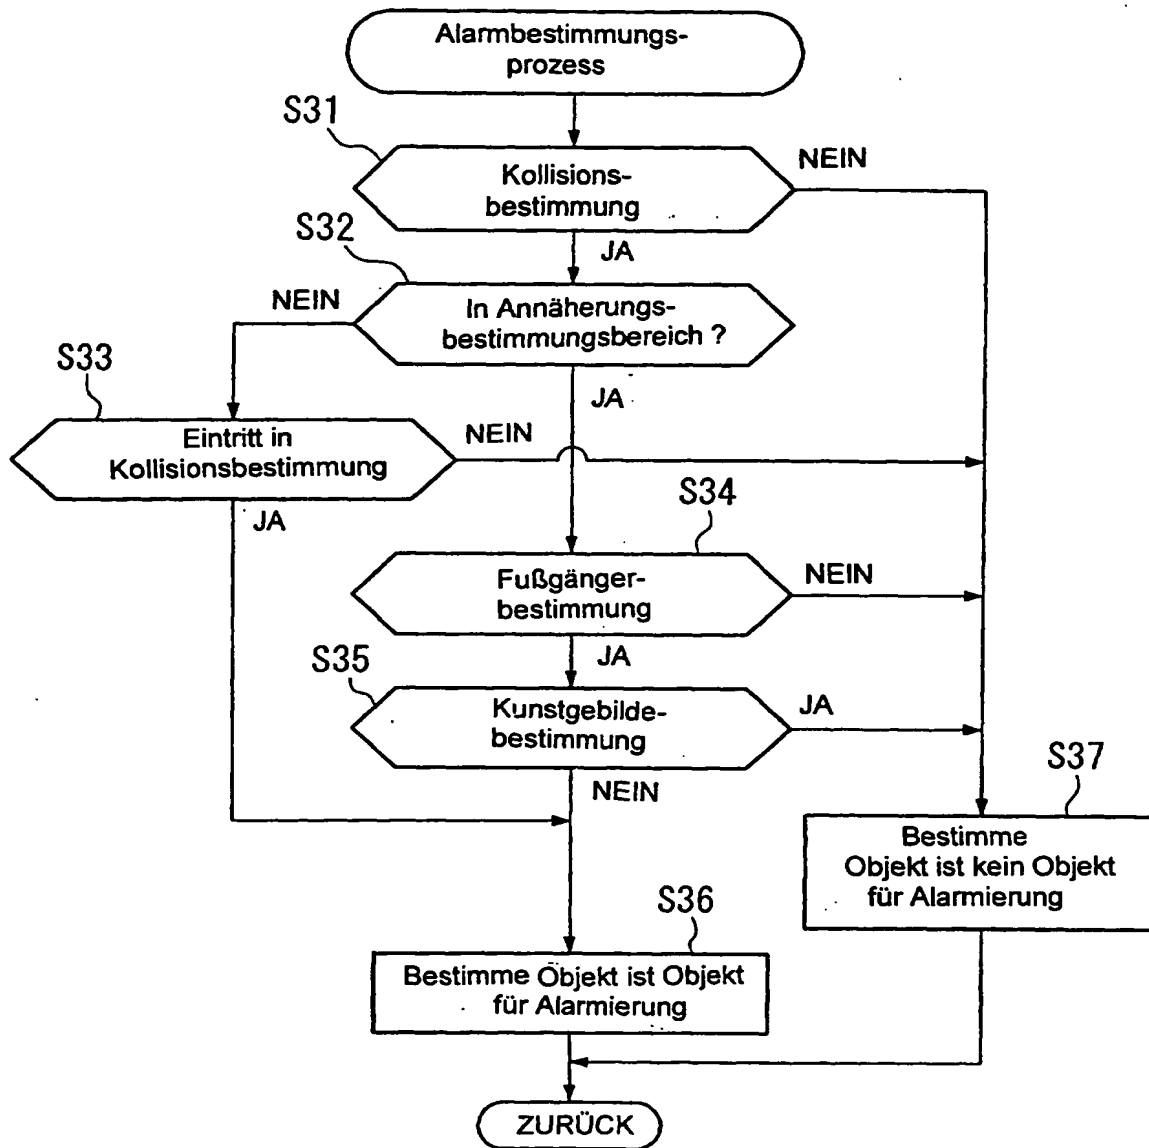 Alarmbestimmungs-
prozess
S31
Kollisions-
bestimmung
NEIN
JA
S32
In Annäherungs-
bestimmungsbereich ?
NEIN
JA
S33
Eintritt in
Kollisionsbestimmung
NEIN
JA
S34
Fußgänger-
bestimmung
NEIN
JA
S35
Kunstgebilde-
bestimmung
JA
NEIN
S37
Bestimme
Objekt ist kein Objekt
für Alarmierung
S36
Bestimme Objekt ist Objekt
für Alarmierung
ZURÜCK